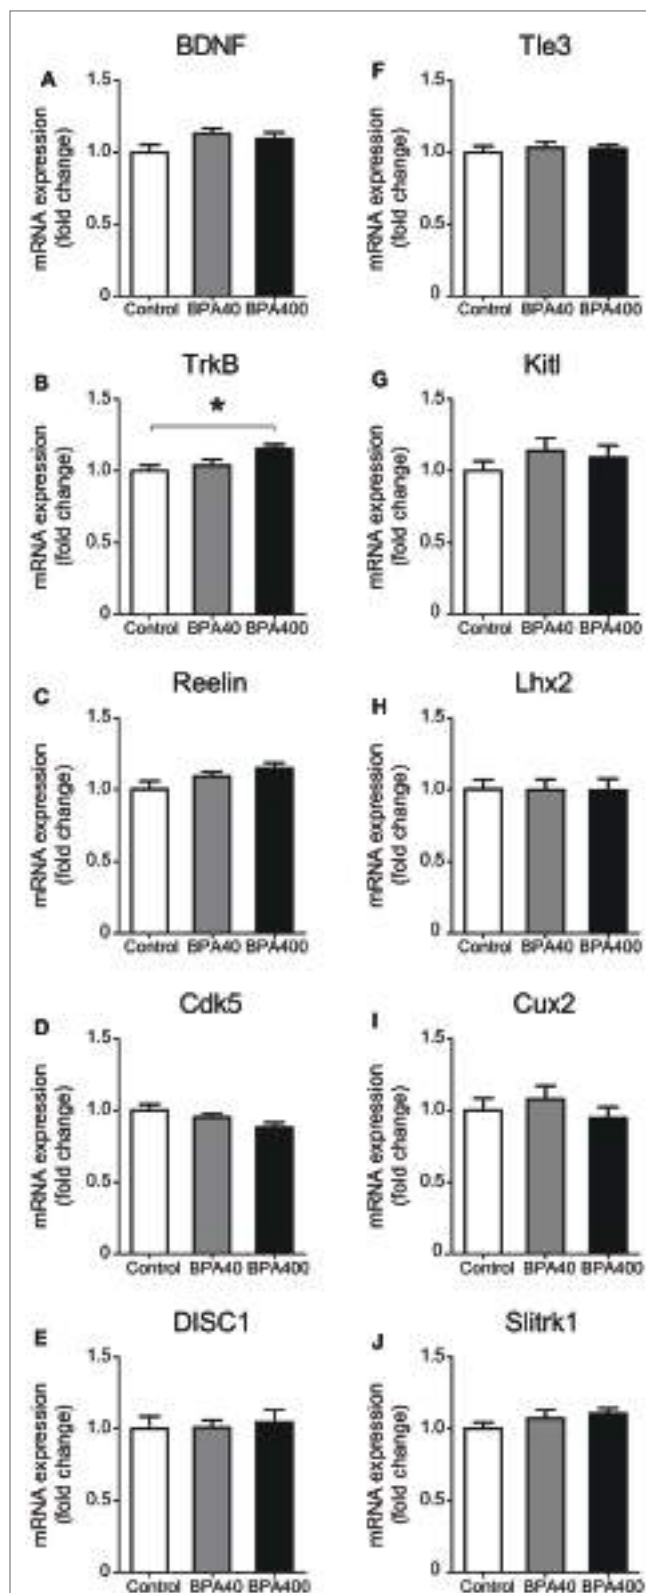 BDNF
A
mRNA expression
(fold change)
1.5
1.0
0.5
0
Control BPA40 BPA400
Tle3
F
mRNA expression
(fold change)
1.5
1.0
0.5
0
Control BPA40 BPA400
TrkB
B
mRNA expression
(fold change)
1.5
1.0
0.5
0
*
Control BPA40 BPA400
Kitl
G
mRNA expression
(fold change)
1.5
1.0
0.5
0
Control BPA40 BPA400
Reelin
C
mRNA expression
(fold change)
1.5
1.0
0.5
0
Control BPA40 BPA400
Lhx2
H
mRNA expression
(fold change)
1.5
1.0
0.5
0
Control BPA40 BPA400
Cdk5
D
mRNA expression
(fold change)
1.5
1.0
0.5
0
Control BPA40 BPA400
Cux2
I
mRNA expression
(fold change)
1.5
1.0
0.5
0
Control BPA40 BPA400
DISC1
E
mRNA expression
(fold change)
1.5
1.0
0.5
0
Control BPA40 BPA400
Slitrk1
J
mRNA expression
(fold change)
1.5
1.0
0.5
0
Control BPA40 BPA400